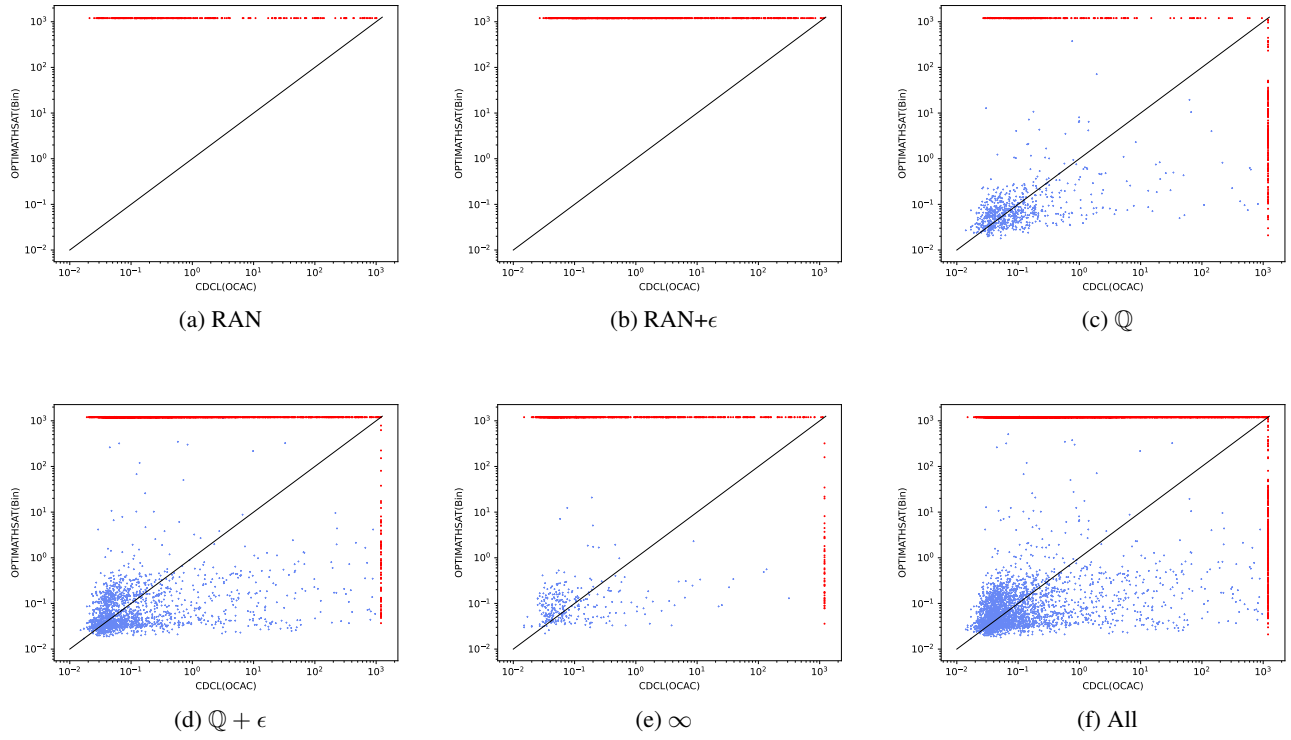 10³
10²
10¹
10⁰
10⁻¹
10⁻²
OPTIMATHSAT(Bin)
10⁻² 10⁻¹ 10⁰ 10¹ 10² 10³
CDCL(OCAC)
(a) RAN
10³
10²
10¹
10⁰
10⁻¹
10⁻²
OPTIMATHSAT(Bin)
10⁻² 10⁻¹ 10⁰ 10¹ 10² 10³
CDCL(OCAC)
(b) RAN+ϵ
10³
10²
10¹
10⁰
10⁻¹
10⁻²
OPTIMATHSAT(Bin)
10⁻² 10⁻¹ 10⁰ 10¹ 10² 10³
CDCL(OCAC)
(c) ℚ
10³
10²
10¹
10⁰
10⁻¹
10⁻²
OPTIMATHSAT(Bin)
10⁻² 10⁻¹ 10⁰ 10¹ 10² 10³
CDCL(OCAC)
(d) ℚ + ϵ
10³
10²
10¹
10⁰
10⁻¹
10⁻²
OPTIMATHSAT(Bin)
10⁻² 10⁻¹ 10⁰ 10¹ 10² 10³
CDCL(OCAC)
(e) ∞
10³
10²
10¹
10⁰
10⁻¹
10⁻²
OPTIMATHSAT(Bin)
10⁻² 10⁻¹ 10⁰ 10¹ 10² 10³
CDCL(OCAC)
(f) All